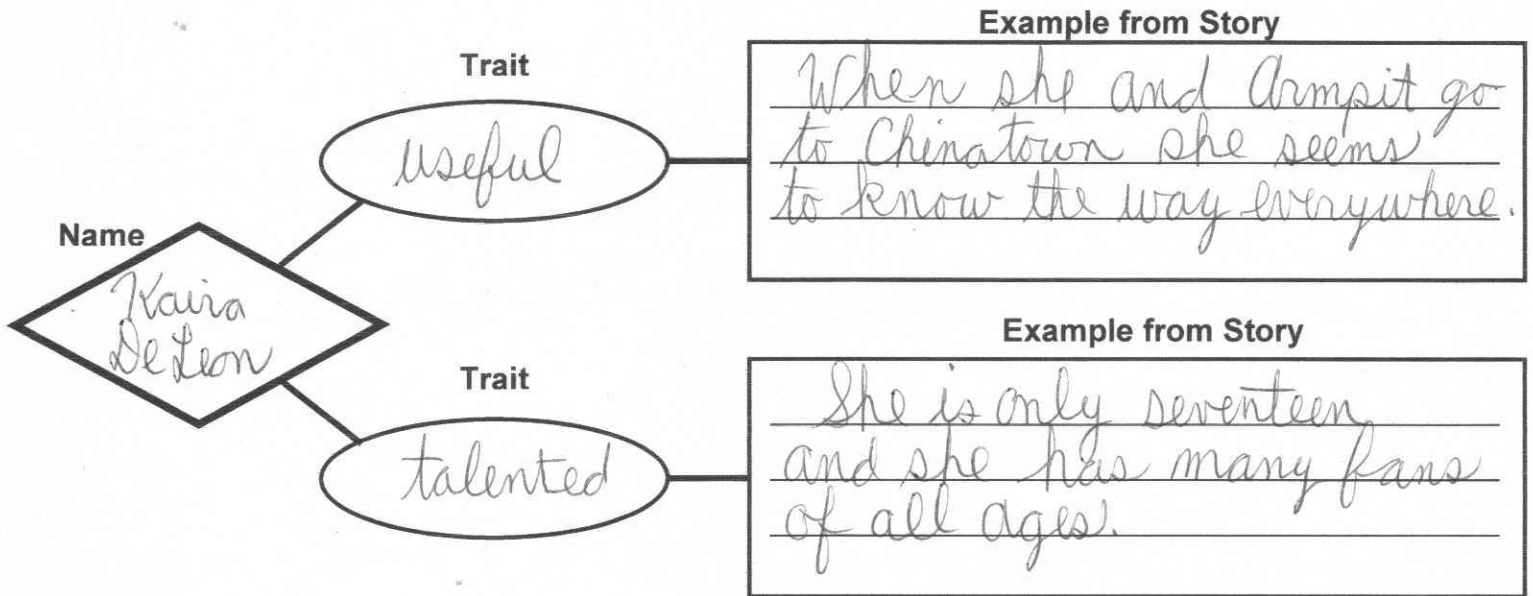 Name
Kaira
DeLeon
Trait
useful
Example from Story
When she and Armpit go
to Chinatown she seems
to know the way everywhere.
Trait
talented
Example from Story
She is only seventeen
and she has many fans
of all ages.